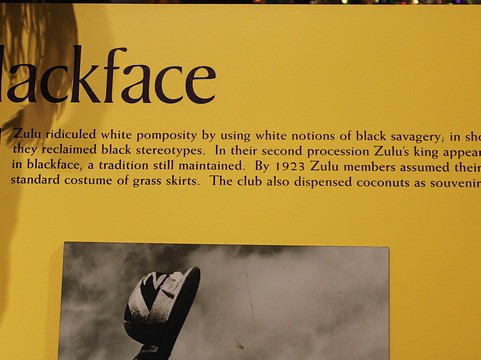 lackface
Zulu ridiculed white pomposity by using white notions of black savagery; in sho
they reclaimed black stereotypes. In their second procession Zulu's king appear
in blackface, a tradition still maintained. By 1923 Zulu members assumed their
standard costume of grass skirts. The club also dispensed coconuts as souvenir